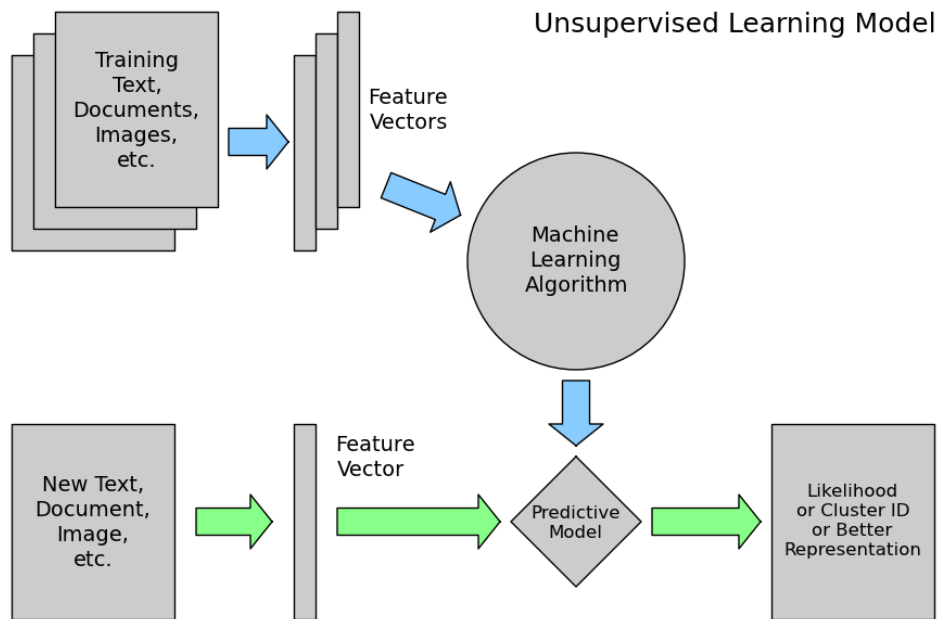 Unsupervised Learning Model
Training
Text,
Documents,
Images,
etc.
Feature
Vectors
Machine
Learning
Algorithm
New Text,
Document,
Image,
etc.
Feature
Vector
Predictive
Model
Likelihood
or Cluster ID
or Better
Representation